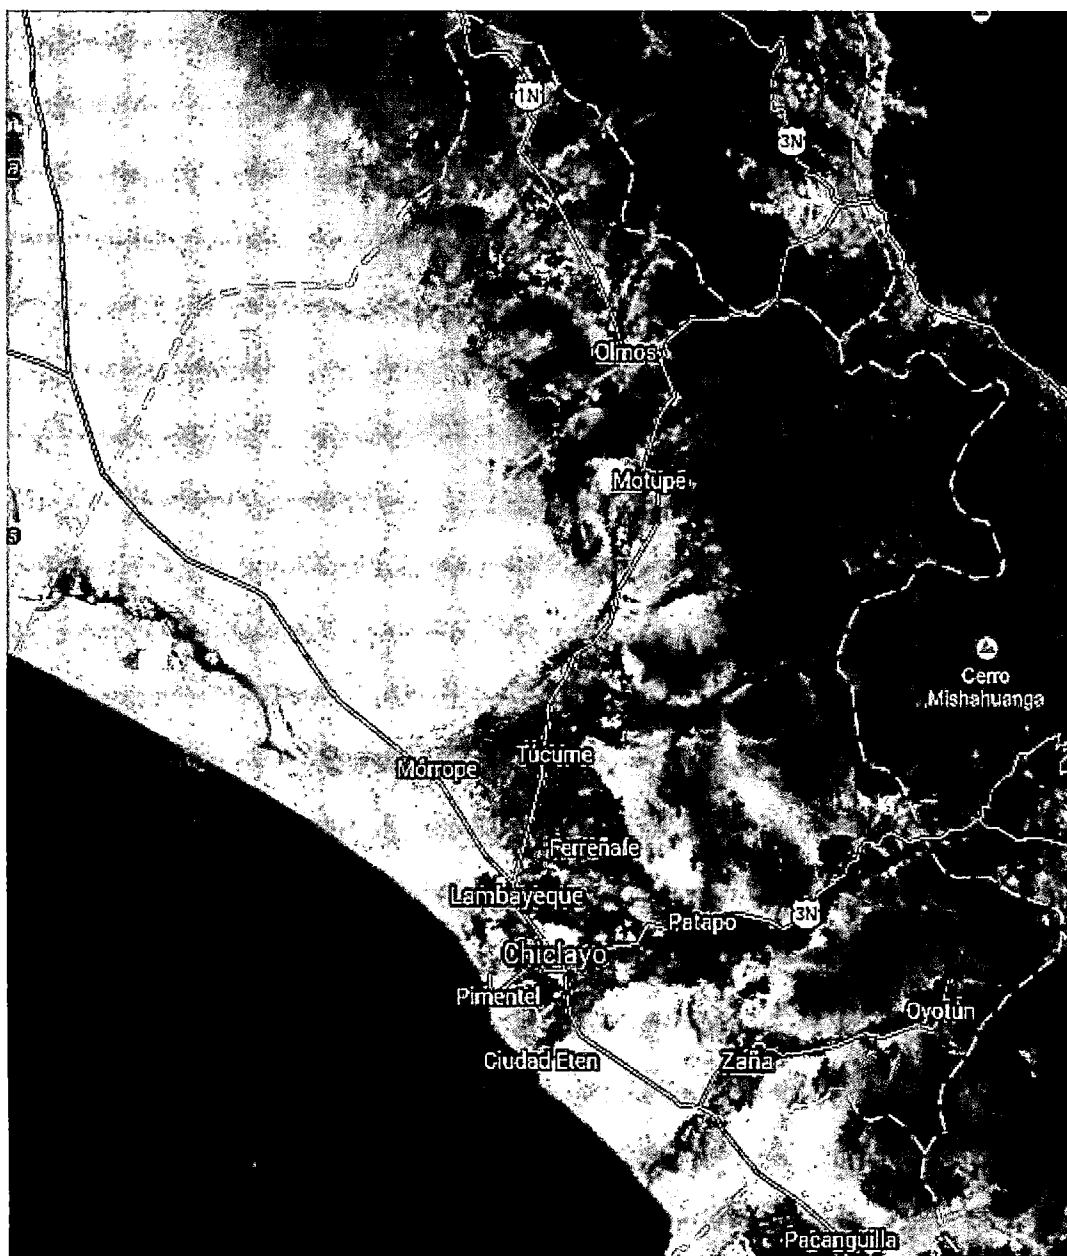 1N
3N
Olmos
Motupe
Cerro
Mishahuanga
Túcume
Mórrope
Ferreñafe
Lambayeque
Patapo
3N
Chiclayo
Pimentel
Oyotún
Ciudad Eten
Zaña
Pacanguilla